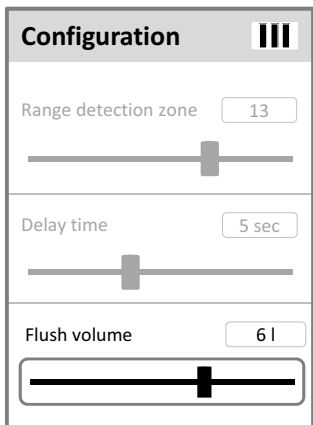 Configuration
Range detection zone 13
Delay time 5 sec
Flush volume 6 l